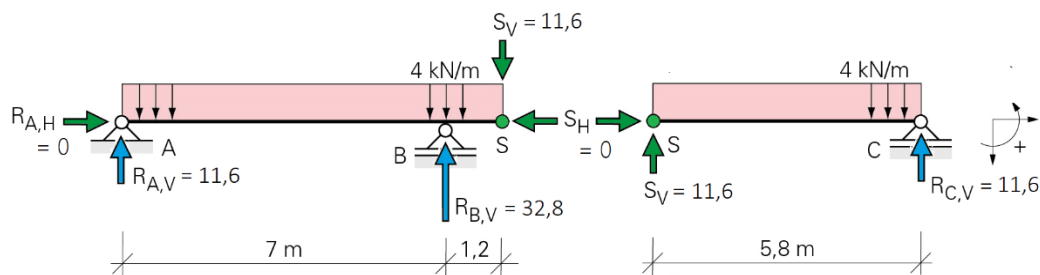 S_V = 11,6
4 kN/m
4 kN/m
R_A,H
= 0
A
B
S
S_H
= 0
S
C
+
R_A,V = 11,6
R_B,V = 32,8
S_V = 11,6
R_C,V = 11,6
7 m
1,2
5,8 m